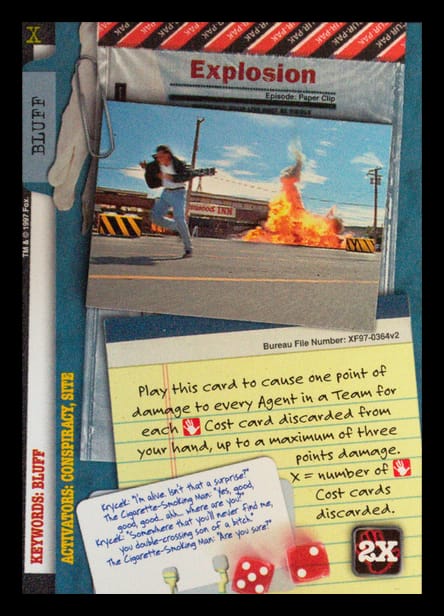 X
BLUFF
TM & © 1997 Fox.
KEYWORDS: BLUFF
ACTIVATORS: CONSPIRACY, SITE
Explosion
Episode: Paper Clip
INN
Bureau File Number: XF97-0364v2
Play this card to cause one point of
damage to every Agent in a Team for
each Cost card discarded from
your hand, up to a maximum of three
points damage.
X = number of
Cost cards
discarded.
Krycek: "I'm alive. Isn't that a surprise?"
The Cigarette-Smoking Man: "Yes, good,
good, good... ahh... where are you?"
Krycek: "Somewhere that you'll never find me,
you double-crossing son of a bitch."
The Cigarette-Smoking Man: "Are you sure?"
2X